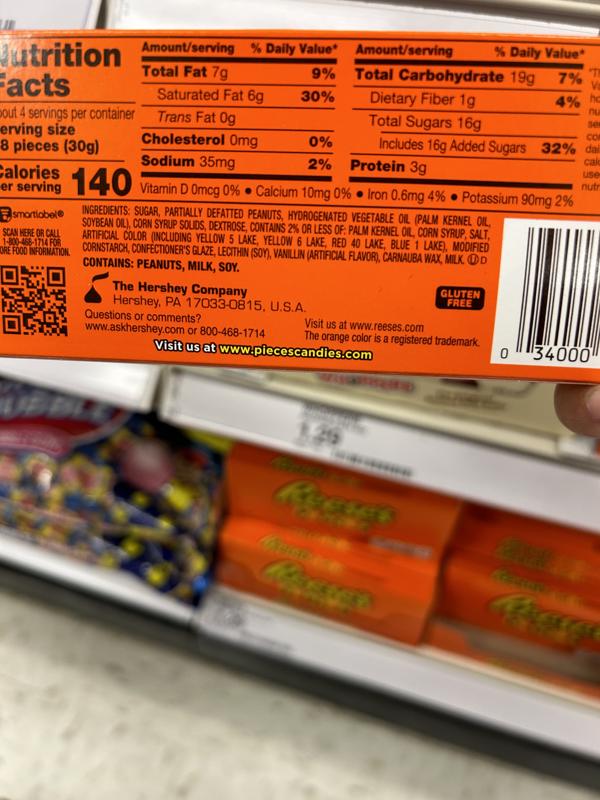 Nutrition
Facts
about 4 servings per container
serving size
8 pieces (30g)
Calories
per serving 140
Amount/serving % Daily Value*
Total Fat 7g 9%
Saturated Fat 6g 30%
Trans Fat 0g
Cholesterol 0mg 0%
Sodium 35mg 2%
Amount/serving % Daily Value*
Total Carbohydrate 19g 7%
Dietary Fiber 1g 4%
Total Sugars 16g
Includes 16g Added Sugars 32%
Protein 3g
Vitamin D 0mcg 0% • Calcium 10mg 0% • Iron 0.6mg 4% • Potassium 90mg 2%
smartlabel®
SCAN HERE OR CALL
1-800-468-1714 FOR
MORE FOOD INFORMATION.
INGREDIENTS: SUGAR, PARTIALLY DEFATTED PEANUTS, HYDROGENATED VEGETABLE OIL (PALM KERNEL OIL,
SOYBEAN OIL), CORN SYRUP SOLIDS, DEXTROSE, CONTAINS 2% OR LESS OF: PALM KERNEL OIL, CORN SYRUP, SALT,
ARTIFICIAL COLOR (INCLUDING YELLOW 5 LAKE, YELLOW 6 LAKE, RED 40 LAKE, BLUE 1 LAKE), MODIFIED
CORNSTARCH, CONFECTIONER'S GLAZE, LECITHIN (SOY), VANILLIN (ARTIFICIAL FLAVOR), CARNAUBA WAX, MILK. Ⓤ D
CONTAINS: PEANUTS, MILK, SOY.
The Hershey Company
Hershey, PA 17033-0815, U.S.A.
GLUTEN
FREE
Questions or comments?
www.askhershey.com or 800-468-1714
Visit us at www.reeses.com
The orange color is a registered trademark.
Visit us at www.piecescandies.com
0 34000
1.29
Reese's
Reese's
Reese's